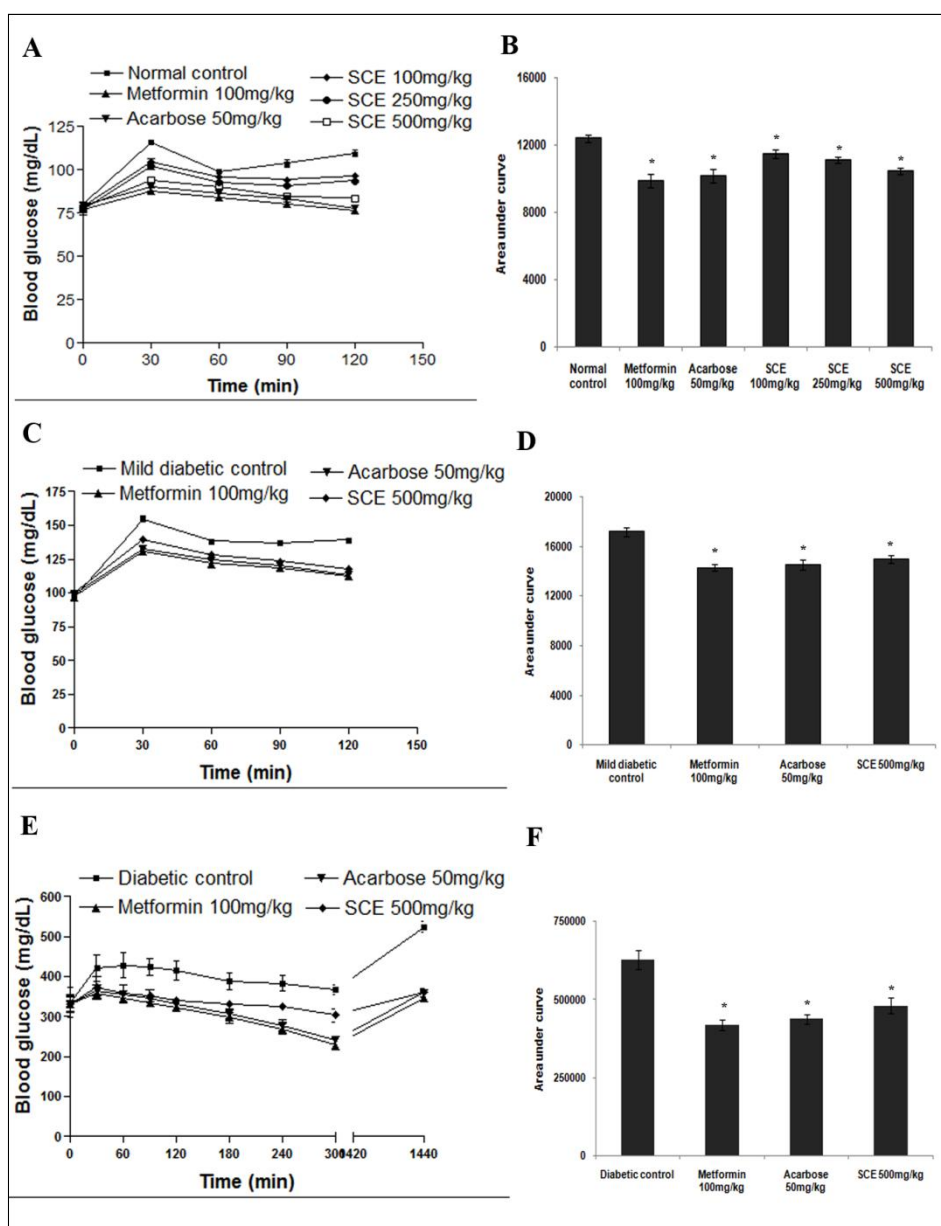 A
Normal control
Metformin 100mg/kg
Acarbose 50mg/kg
SCE 100mg/kg
SCE 250mg/kg
SCE 500mg/kg
Blood glucose (mg/dL)
125
100
75
50
25
0
0 30 60 90 120 150
Time (min)
B
Area under curve
16000
12000
8000
4000
0
* * * * *
Normal control
Metformin 100mg/kg
Acarbose 50mg/kg
SCE 100mg/kg
SCE 250mg/kg
SCE 500mg/kg
C
Mild diabetic control
Metformin 100mg/kg
Acarbose 50mg/kg
SCE 500mg/kg
Blood glucose (mg/dL)
175
150
125
100
75
50
25
0
0 30 60 90 120 150
Time (min)
D
Area under curve
20000
16000
12000
8000
4000
0
* * *
Mild diabetic control
Metformin 100mg/kg
Acarbose 50mg/kg
SCE 500mg/kg
E
Diabetic control
Metformin 100mg/kg
Acarbose 50mg/kg
SCE 500mg/kg
Blood glucose (mg/dL)
600
500
400
300
200
100
0
0 60 120 180 240 300 1420 1440
Time (min)
F
Area under curve
750000
500000
250000
0
* * *
Diabetic control
Metformin 100mg/kg
Acarbose 50mg/kg
SCE 500mg/kg